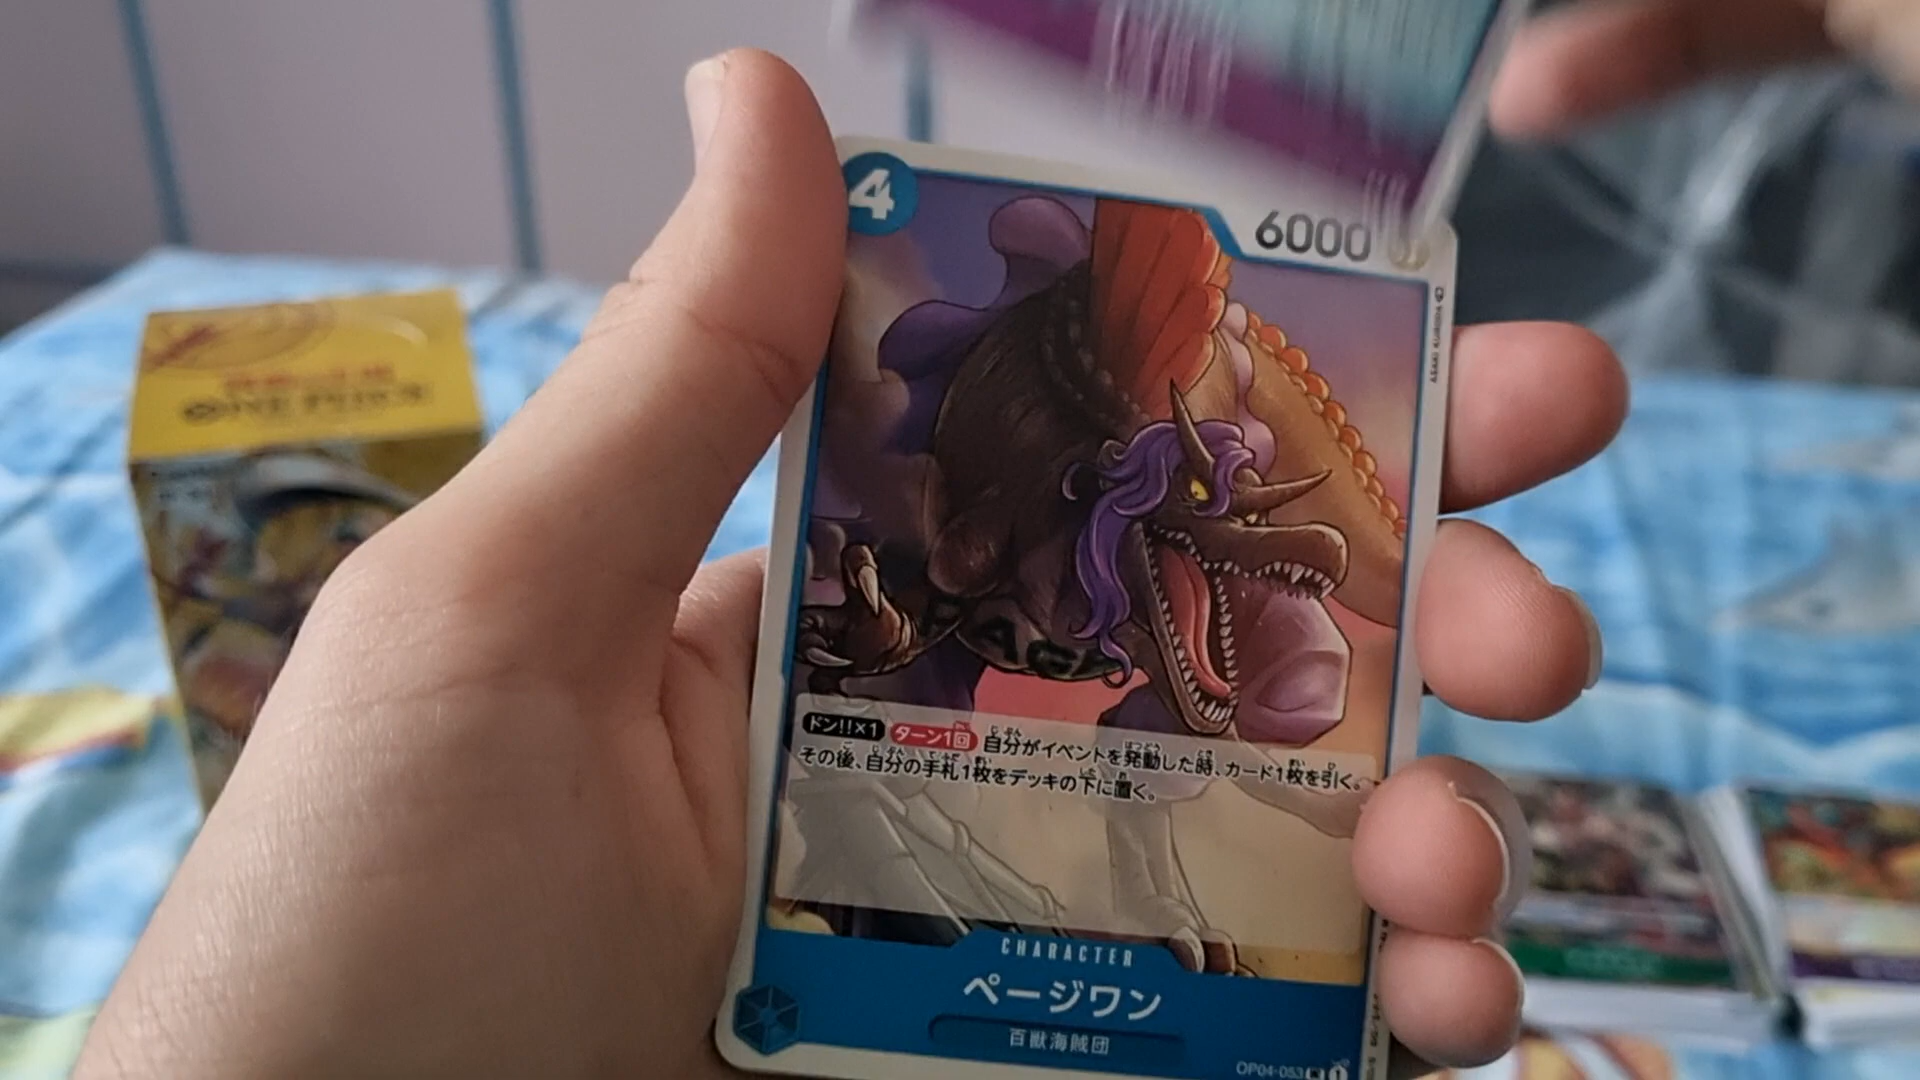 4
6000
ドン!!×1 ターン1回 自分がイベントを発動した時、カード1枚を引く。
その後、自分の手札1枚をデッキの下に置く。
CHARACTER
ページワン
百獣海賊団
OP04-053
1